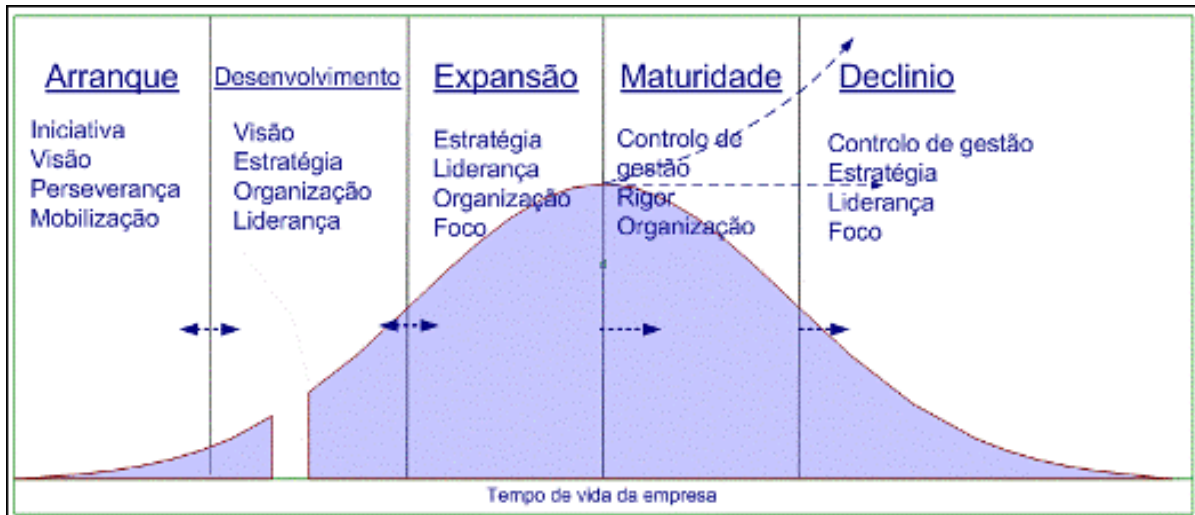 Arranque
Iniciativa
Visão
Perseverança
Mobilização
Desenvolvimento
Visão
Estratégia
Organização
Liderança
Expansão
Estratégia
Liderança
Organização
Foco
Maturidade
Controlo de
gestão
Rigor
Organização
Declinio
Controlo de gestão
Estratégia
Liderança
Foco
Tempo de vida da empresa